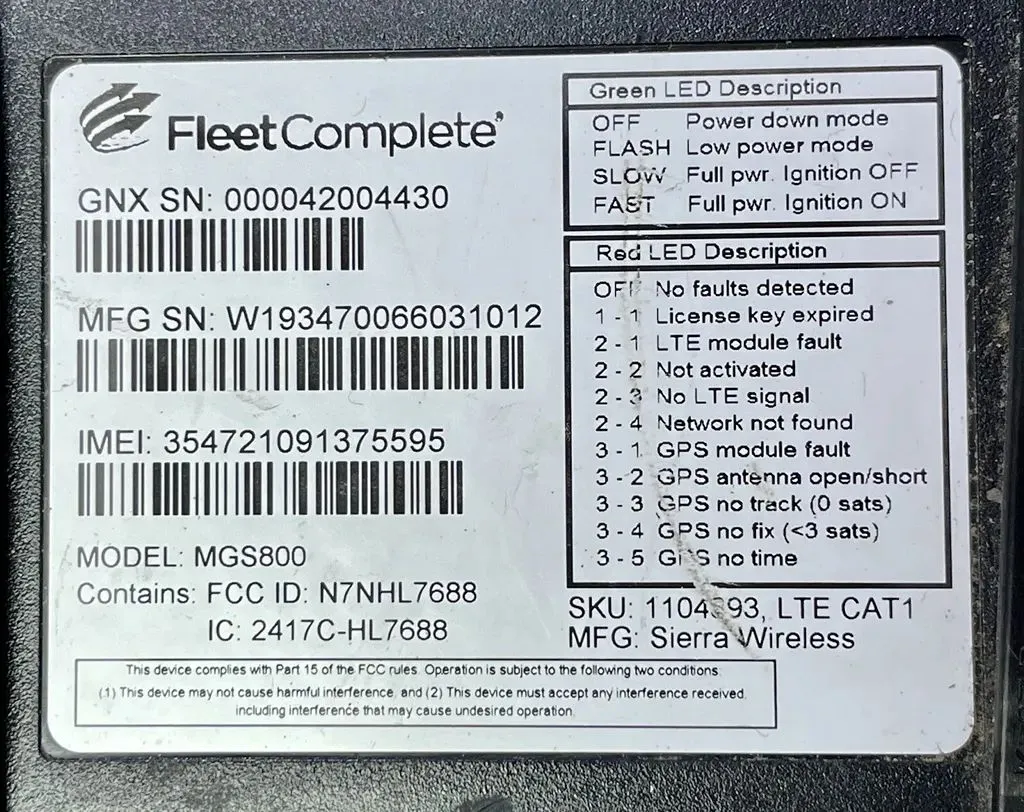 FleetComplete
GNX SN: 000042004430
MFG SN: W193470066031012
IMEI: 354721091375595
MODEL: MGS800
Contains: FCC ID: N7NHL7688
IC: 2417C-HL7688
Green LED Description
OFF Power down mode
FLASH Low power mode
SLOW Full pwr. Ignition OFF
FAST Full pwr. Ignition ON
Red LED Description
OFF No faults detected
1 - 1 License key expired
2 - 1 LTE module fault
2 - 2 Not activated
2 - 3 No LTE signal
2 - 4 Network not found
3 - 1 GPS module fault
3 - 2 GPS antenna open/short
3 - 3 GPS no track (0 sats)
3 - 4 GPS no fix (<3 sats)
3 - 5 GPS no time
SKU: LTE CAT1
MFG: Sierra Wireless
This device complies with Part 15 of the FCC rules. Operation is subject to the following two conditions.
(1) This device may not cause harmful interference, and (2) This device must accept any interference received,
including interference that may cause undesired operation.